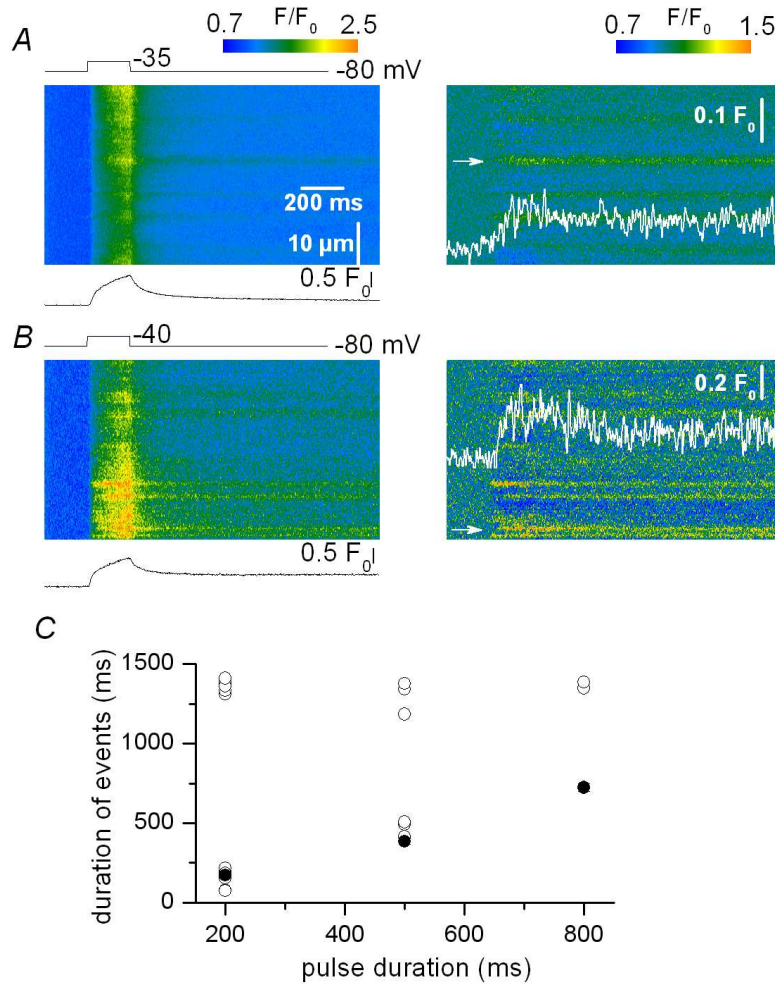 A
F/F0
0.7 2.5
F/F0
0.7 1.5
-35
-80 mV
200 ms
10 µm
0.1 F0
0.5 F0
B
-40
-80 mV
0.2 F0
0.5 F0
C
duration of events (ms)
1500
1000
500
0
200 400 600 800
pulse duration (ms)